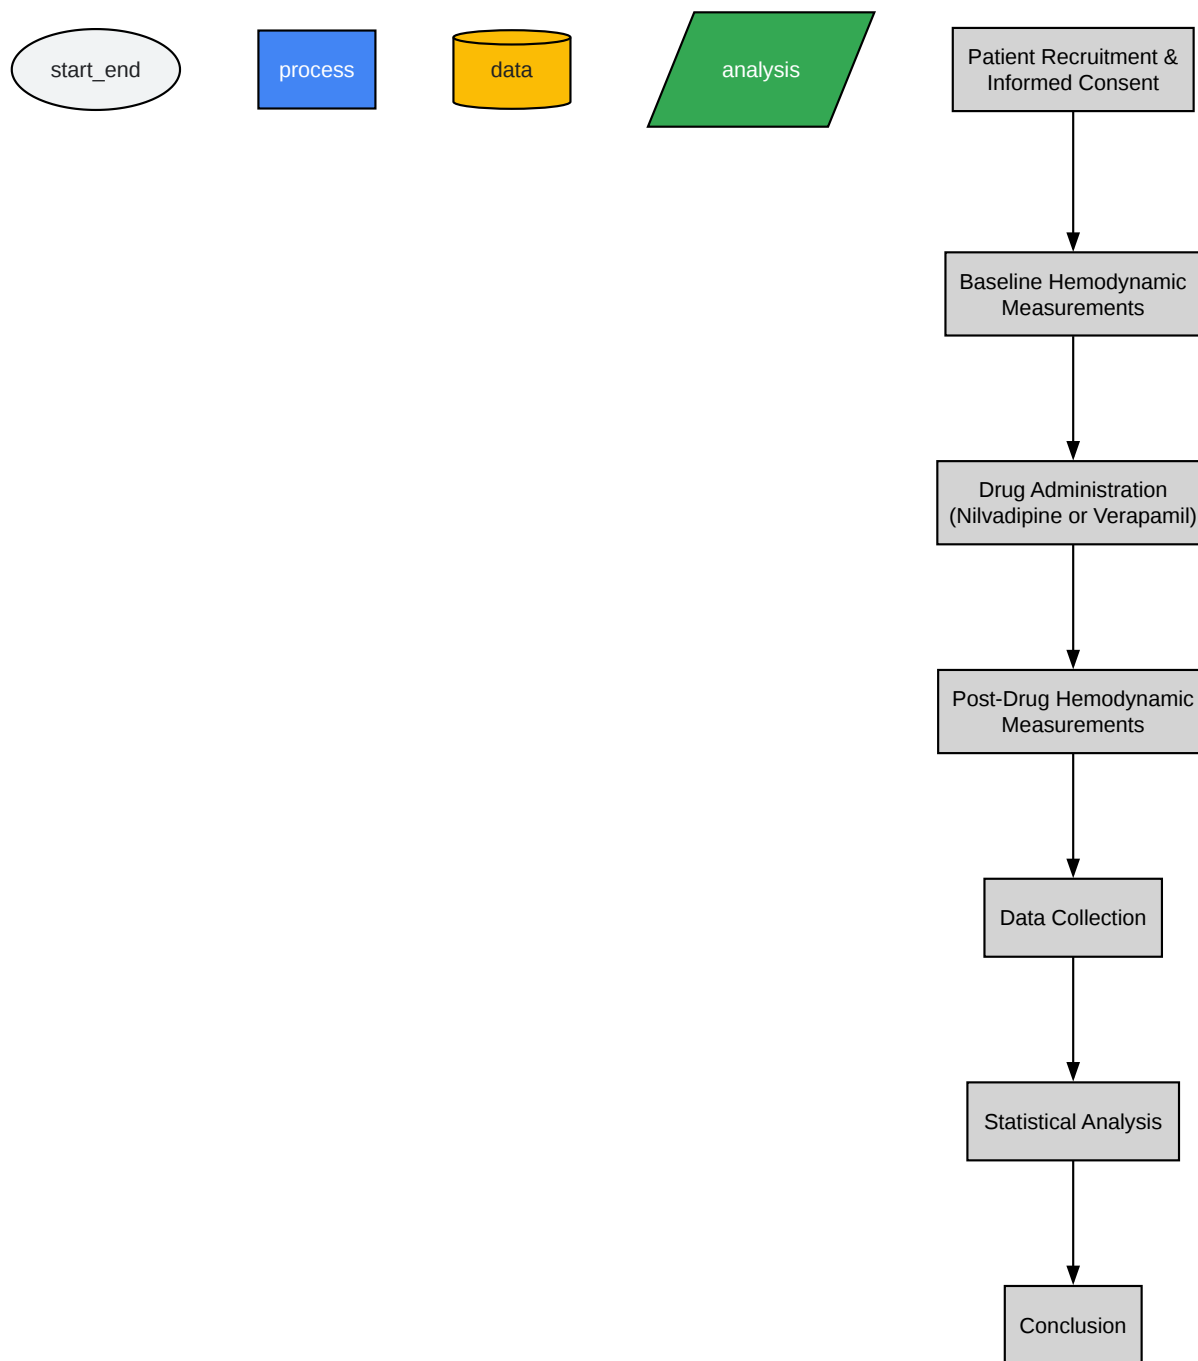 start_end
process
data
analysis
Patient Recruitment &
Informed Consent
Baseline Hemodynamic
Measurements
Drug Administration
(Nilvadipine or Verapamil)
Post-Drug Hemodynamic
Measurements
Data Collection
Statistical Analysis
Conclusion